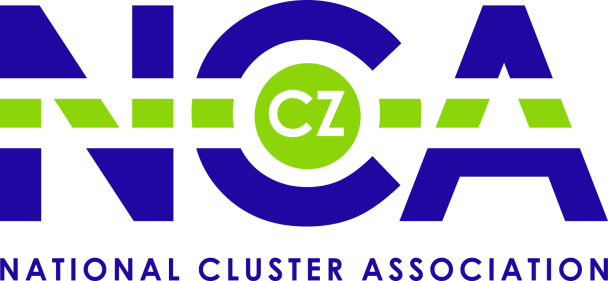 NCA
CZ
NATIONAL CLUSTER ASSOCIATION